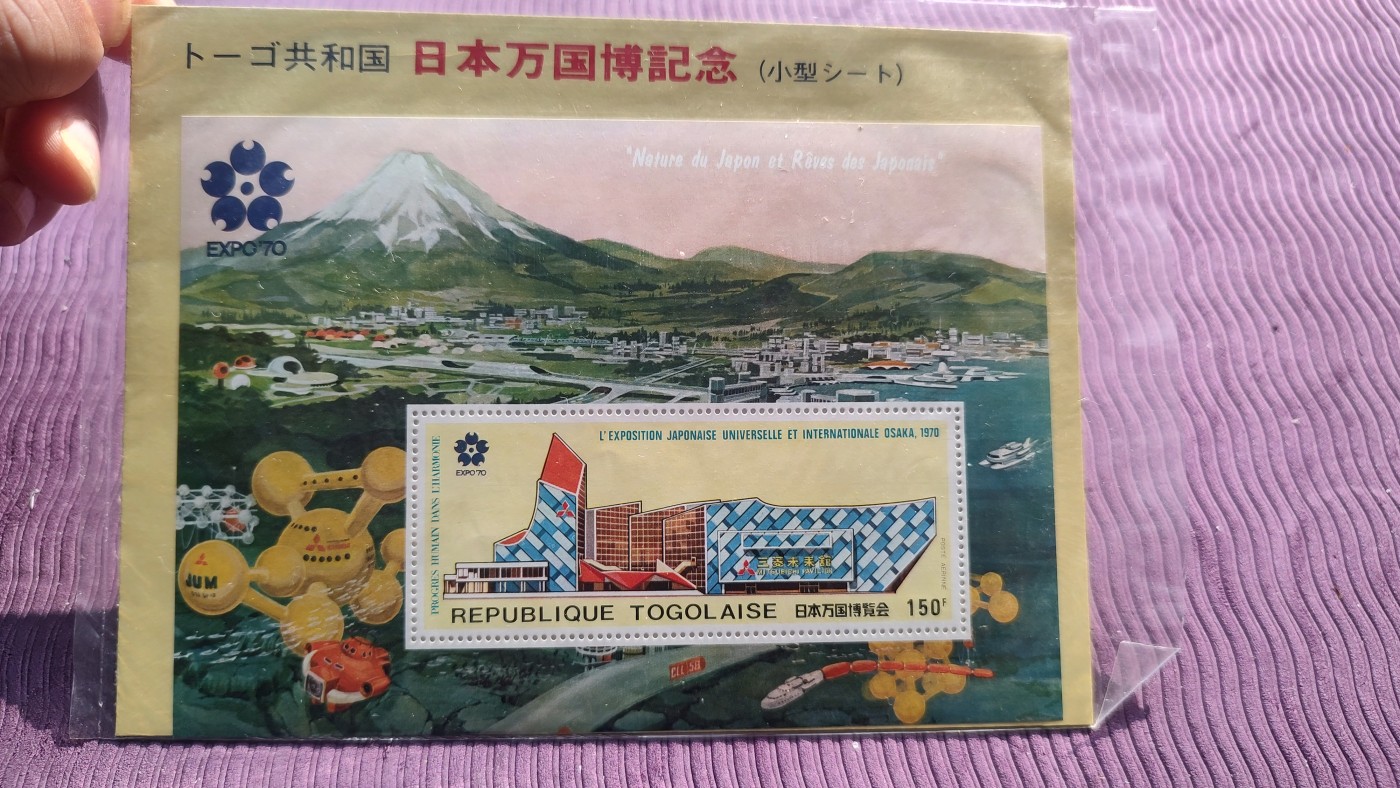 トーゴ共和国 日本万国博記念 (小型シート)
"Nature du Japon et Rêves des Japonais"
EXPO'70
L'EXPOSITION JAPONAISE UNIVERSELLE ET INTERNATIONALE OSAKA, 1970
EXPO'70
PROGRES HUMAIN DANS L'HARMONIE
三菱未来館
MITSUBISHI PAVILION
POSTE AERIENNE
REPUBLIQUE TOGOLAISE 日本万国博覧会 150F
JUM